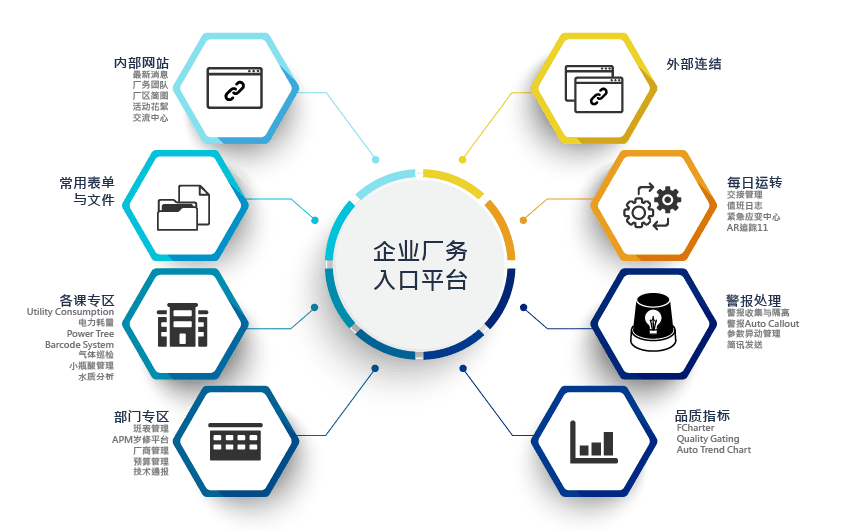 内部网站
最新消息
厂务团队
厂区简图
活动花絮
交流中心
外部连结
常用表单
与文件
每日运转
交接管理
值班日志
紧急应变中心
AR追踪11
企业厂务
入口平台
各课专区
Utility Consumption
电力耗量
Power Tree
Barcode System
气体巡检
小瓶酸管理
水质分析
警报处理
警报收集与隔离
警报Auto Callout
参数异动管理
简讯发送
部门专区
班表管理
APM岁修平台
厂商管理
预算管理
技术通报
品质指标
FCharter
Quality Gating
Auto Trend Chart